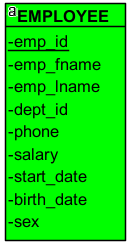 a
EMPLOYEE
-emp_id
-emp_fname
-emp_lname
-dept_id
-phone
-salary
-start_date
-birth_date
-sex